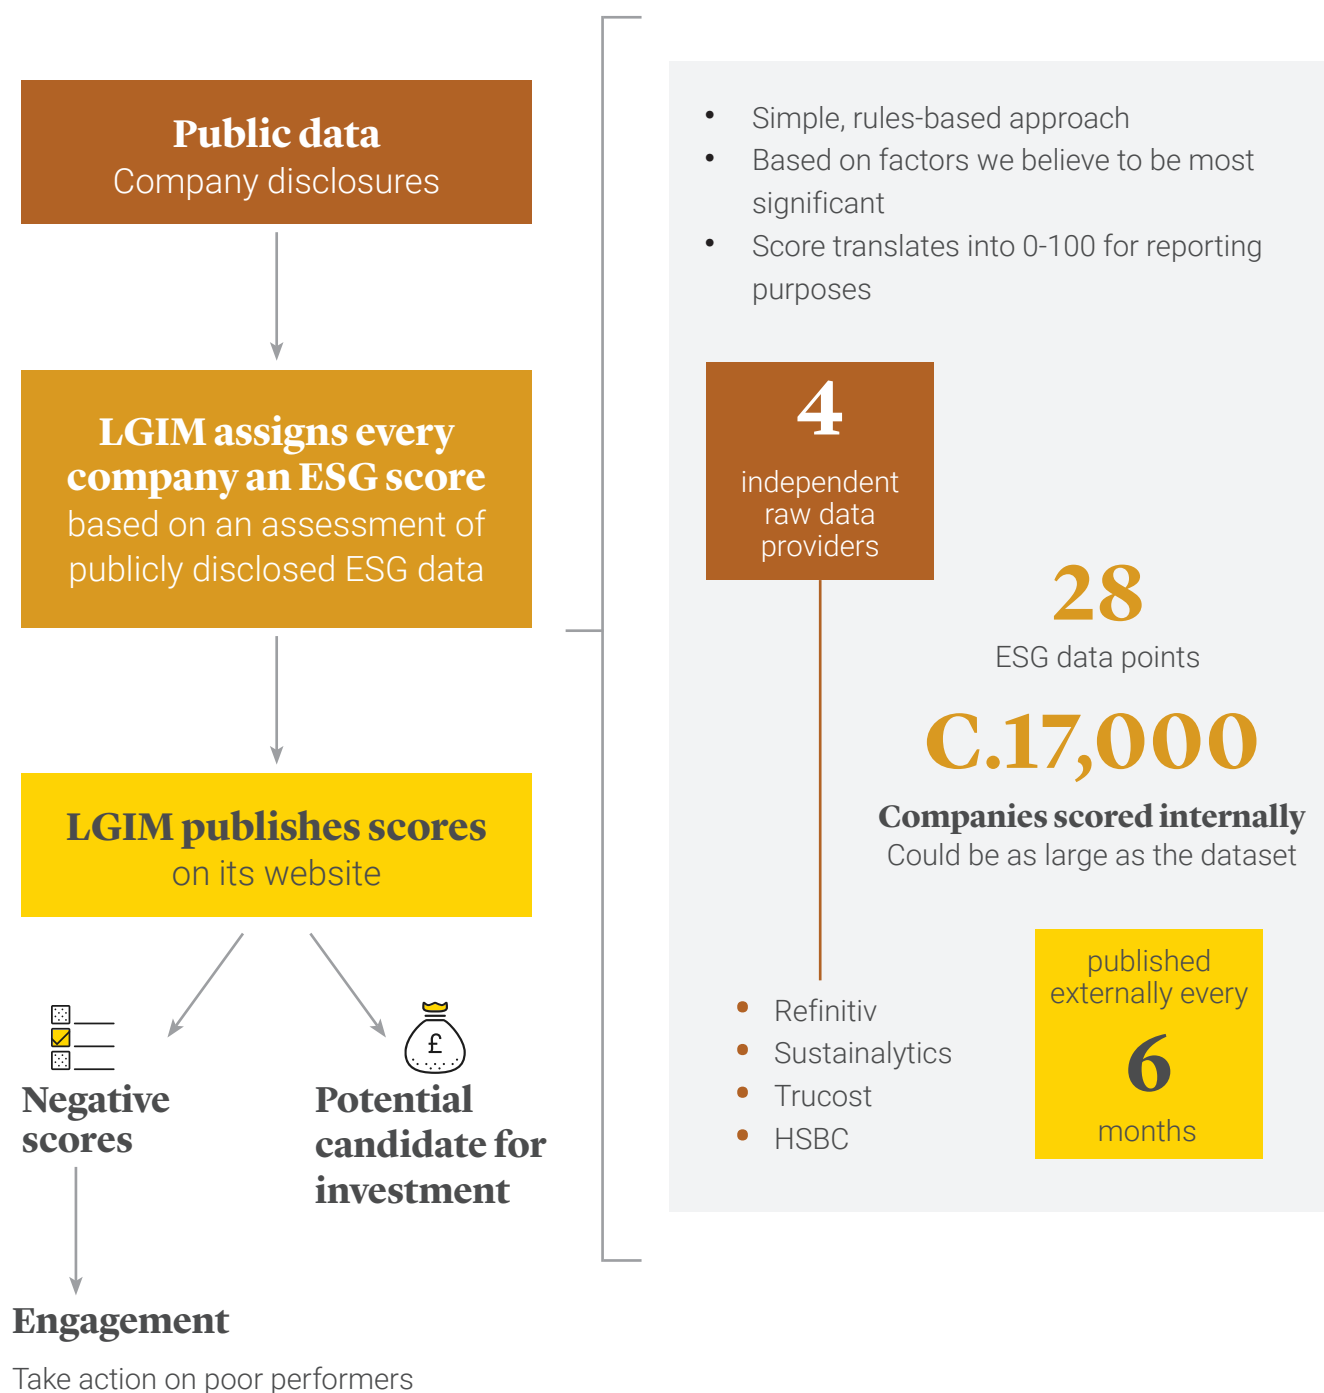 Public data
Company disclosures
LGIM assigns every
company an ESG score
based on an assessment of
publicly disclosed ESG data
LGIM publishes scores
on its website
Negative
scores
£
Potential
candidate for
investment
Engagement
Take action on poor performers
• Simple, rules-based approach
• Based on factors we believe to be most
significant
• Score translates into 0-100 for reporting
purposes
4
independent
raw data
providers
28
ESG data points
C.17,000
Companies scored internally
Could be as large as the dataset
• Refinitiv
• Sustainalytics
• Trucost
• HSBC
published
externally every
6
months